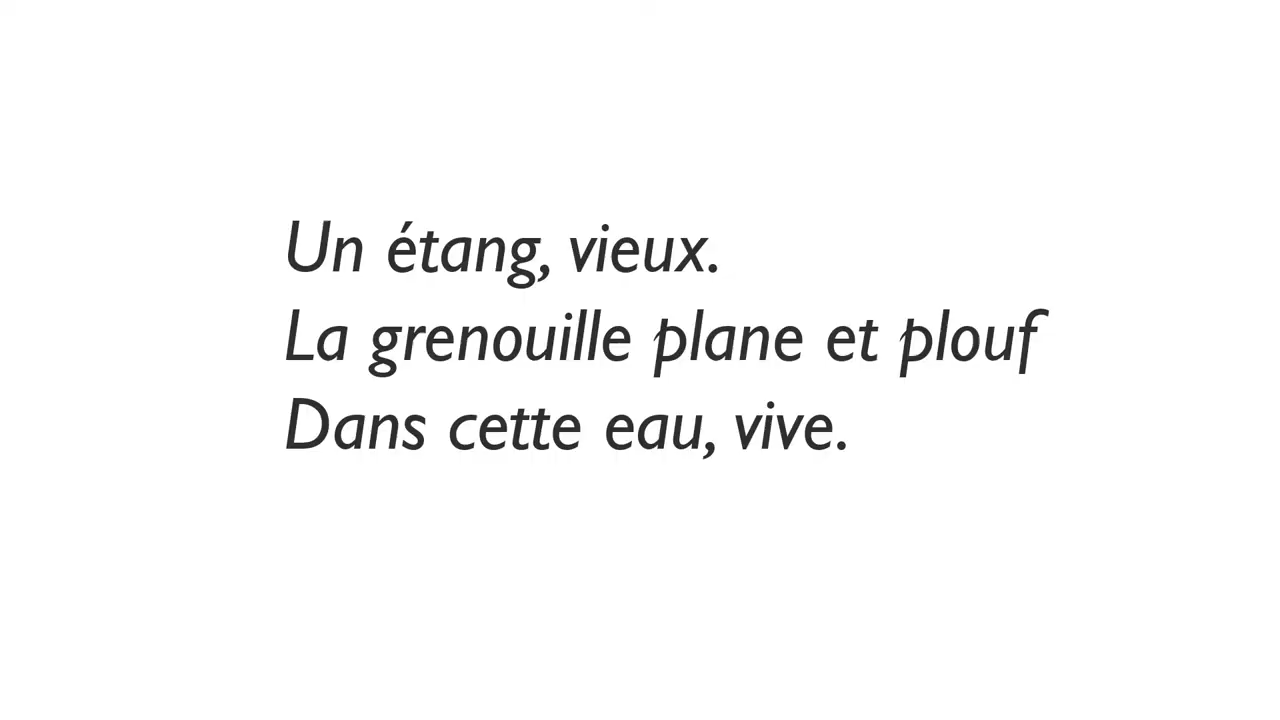 Un étang, vieux.
La grenouille plane et plouf
Dans cette eau, vive.